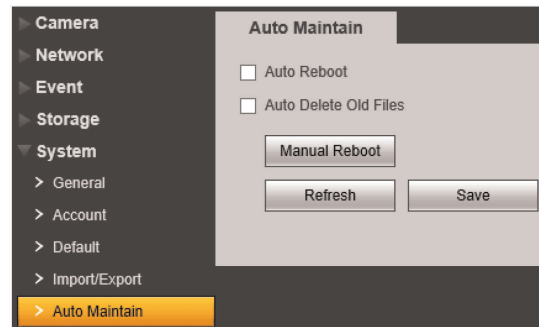 Camera
Network
Event
Storage
System
> General
> Account
> Default
> Import/Export
> Auto Maintain
Auto Maintain
Auto Reboot
Auto Delete Old Files
Manual Reboot
Refresh Save